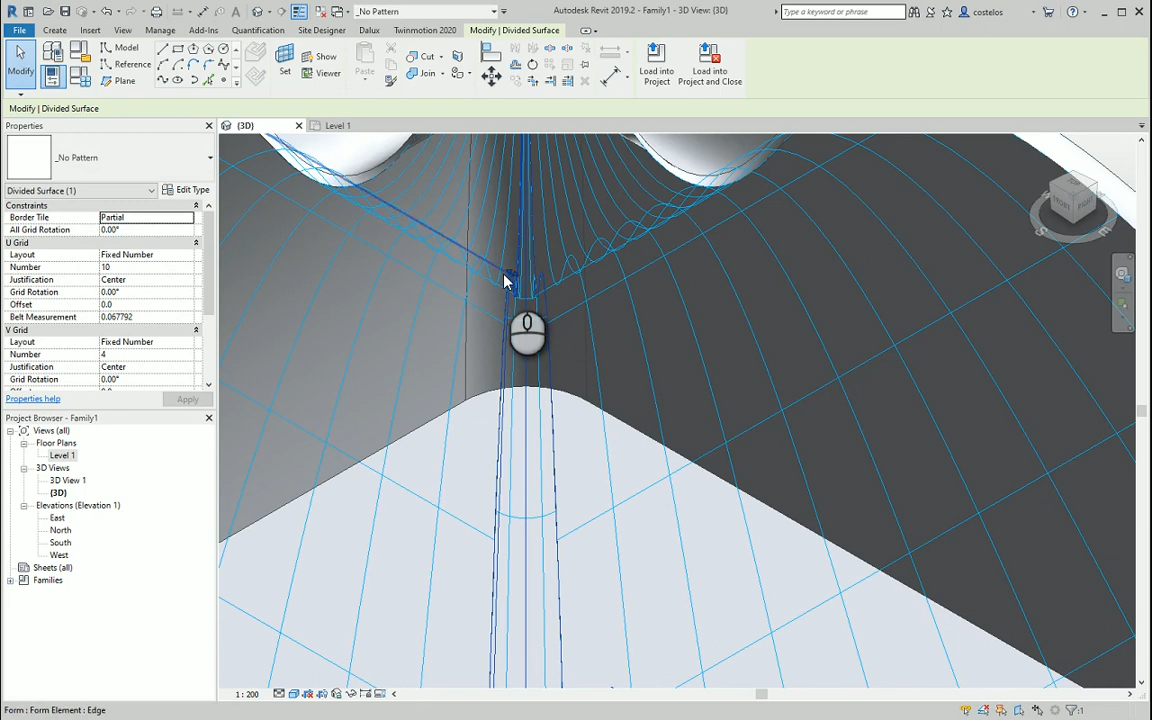 _No Pattern
Autodesk Revit 2019.2 - Family1 - 3D View: {3D}
Type a keyword or phrase
costelos
File
Create
Insert
View
Manage
Add-Ins
Massing & Site
Modify
Quantification
Site Designer
Dalux
Twinmotion 2020
Modify | Divided Surface
Modify
Model
Reference
Plane
Set
Show
Viewer
Paste
Cut
Join
Load into
Project
Load into
Project and Close
Modify | Divided Surface
Properties
{3D}
Level 1
_No Pattern
Divided Surface (1)
Edit Type
Constraints
Border Tile Partial
All Grid Rotation 0.00°
U Grid
Layout Fixed Number
Number 10
Justification Center
Grid Rotation 0.00°
Offset 0.0
Belt Measurement 0.067792
V Grid
Layout Fixed Number
Number 4
Justification Center
Grid Rotation 0.00°
Properties help
Apply
Project Browser - Family1
Views (all)
Floor Plans
Level 1
3D Views
3D View 1
{3D}
Elevations (Elevation 1)
East
North
South
West
Sheets (all)
Families
TOP
FRONT
RIGHT
1 : 200
Form : Form Element : Edge
:1